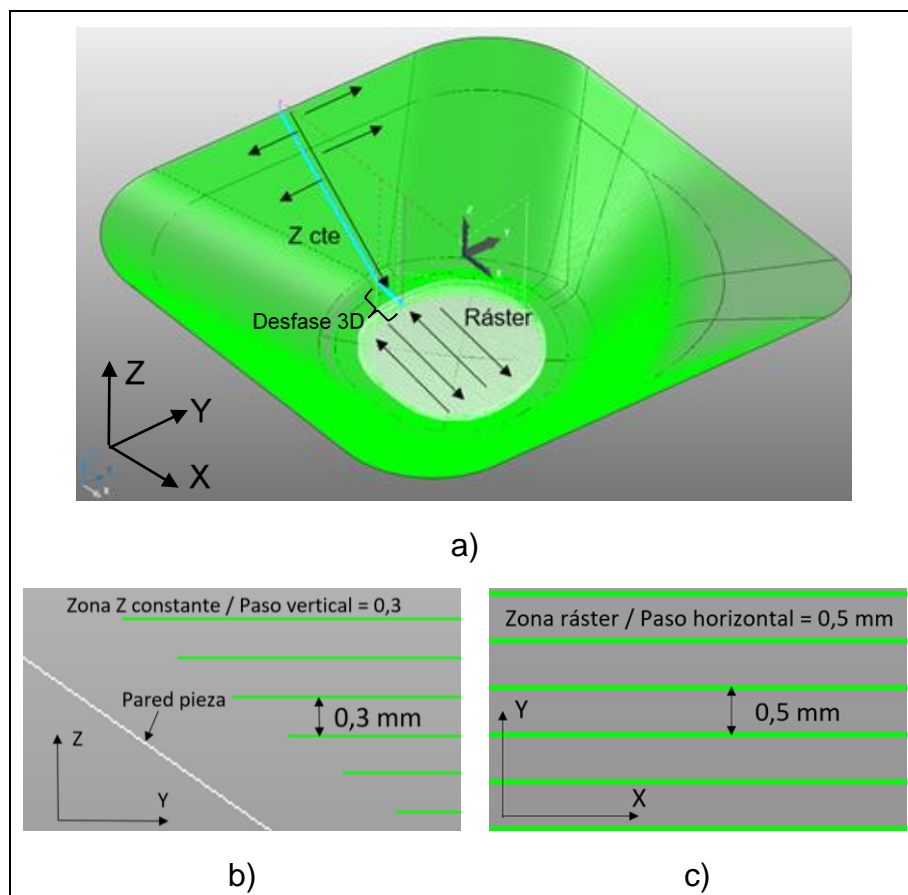 Z cte
Desfase 3D
Ráster
Z
Y
X
a)
Zona Z constante / Paso vertical = 0,3
Pared pieza
0,3 mm
Z
Y
b)
Zona ráster / Paso horizontal = 0,5 mm
0,5 mm
Y
X
c)